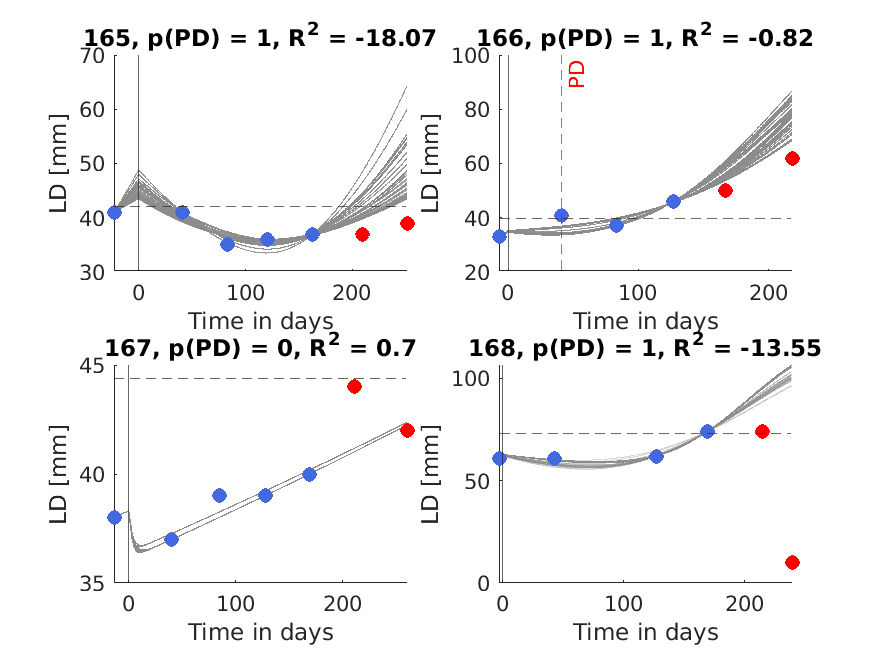 165, p(PD) = 1, R² = -18.07
70
60
50
40
30
LD [mm]
0
100
200
Time in days
166, p(PD) = 1, R² = -0.82
100
80
60
40
20
LD [mm]
PD
0
100
200
Time in days
167, p(PD) = 0, R² = 0.7
45
40
35
LD [mm]
0
100
200
Time in days
168, p(PD) = 1, R² = -13.55
100
50
0
LD [mm]
0
100
200
Time in days